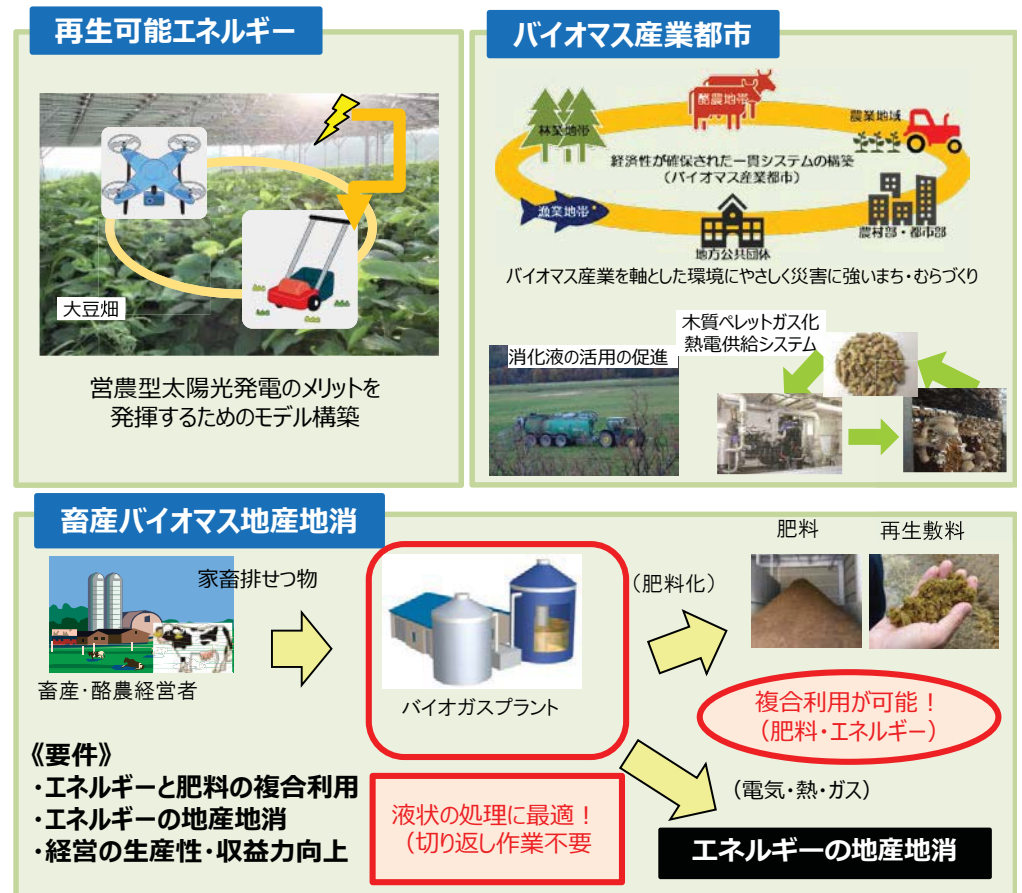 再生可能エネルギー
大豆畑
営農型太陽光発電のメリットを
発揮するためのモデル構築
バイオマス産業都市
酪農地帯
林業地帯
農業地域
経済性が確保された一貫システムの構築
（バイオマス産業都市）
漁業地帯
地方公共団体
農村部・都市部
バイオマス産業を軸とした環境にやさしく災害に強いまち・むらづくり
消化液の活用の促進
木質ペレットガス化
熱電供給システム
畜産バイオマス地産地消
家畜排せつ物
畜産・酪農経営者
バイオガスプラント
（肥料化）
肥料
再生敷料
複合利用が可能！
（肥料・エネルギー）
《要件》
・エネルギーと肥料の複合利用
・エネルギーの地産地消
・経営の生産性・収益力向上
液状の処理に最適！
（切り返し作業不要
（電気・熱・ガス）
エネルギーの地産地消